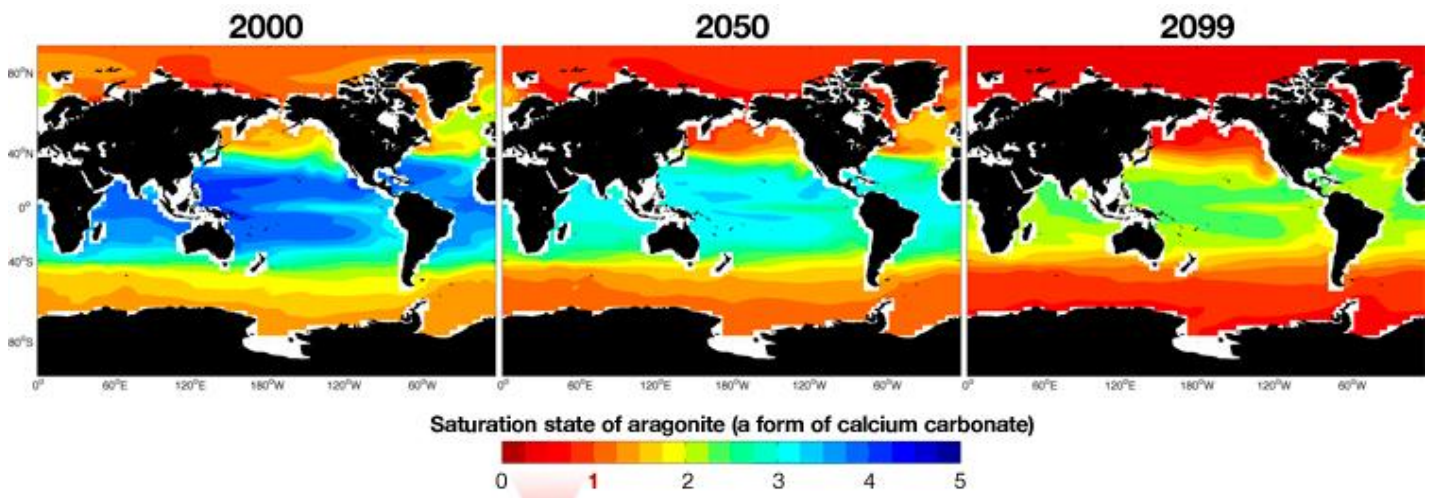 2000
2050
2099
80°N
40°N
0°
40°S
80°S
0° 60°E 120°E 180°W 120°W 60°W
0° 60°E 120°E 180°W 120°W 60°W
0° 60°E 120°E 180°W 120°W 60°W
Saturation state of aragonite (a form of calcium carbonate)
0 1 2 3 4 5